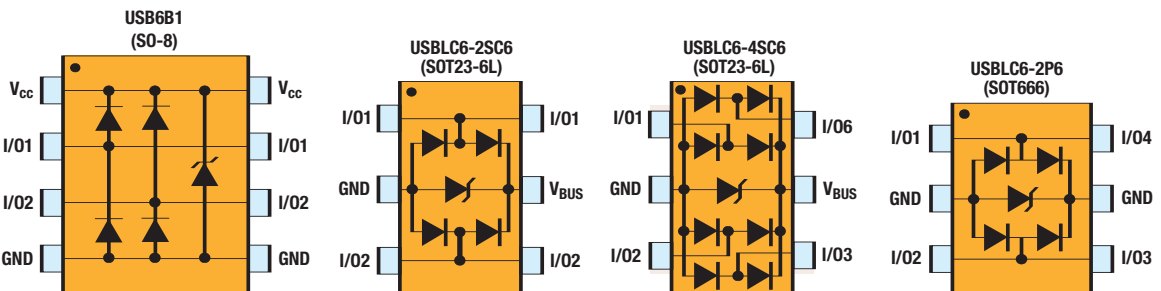 USB6B1
(SO-8)
Vcc
I/O1
I/O2
GND
Vcc
I/O1
I/O2
GND
USBLC6-2SC6
(SOT23-6L)
I/O1
GND
I/O2
I/O1
VBUS
I/O2
USBLC6-4SC6
(SOT23-6L)
I/O1
GND
I/O2
I/O6
VBUS
I/O3
USBLC6-2P6
(SOT666)
I/O1
GND
I/O2
I/O4
GND
I/O3